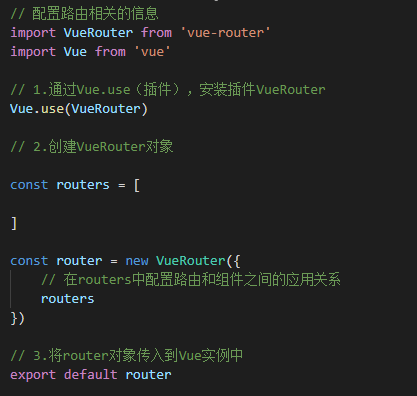 // 配置路由相关的信息
import VueRouter from 'vue-router'
import Vue from 'vue'
// 1.通过Vue.use（插件），安装插件VueRouter
Vue.use(VueRouter)
// 2.创建VueRouter对象
const routers = [
]
const router = new VueRouter({
// 在routers中配置路由和组件之间的应用关系
routers
})
// 3.将router对象传入到Vue实例中
export default router